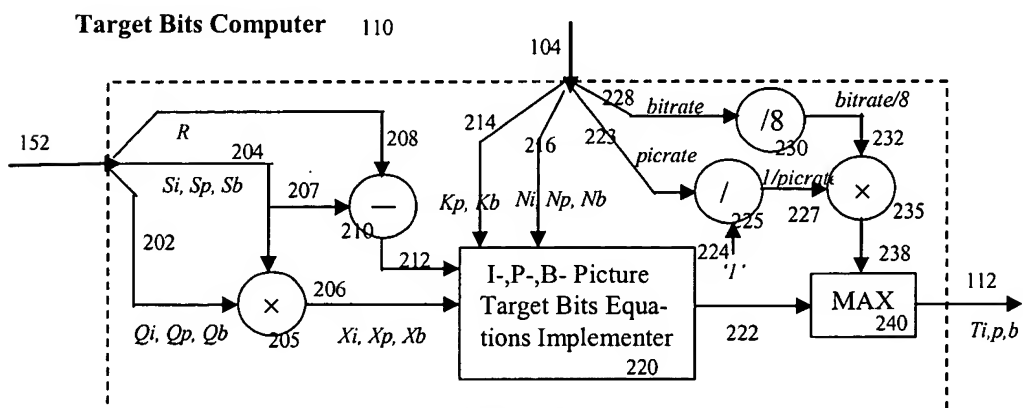 Target Bits Computer 110
104
152
R
208
204
Si, Sp, Sb
207
202
210
—
212
×
205
206
Qi, Qp, Qb
Xi, Xp, Xb
214
Kp, Kb
216
Ni, Np, Nb
228
bitrate
223
picrate
/8
230
bitrate/8
232
/
225
1/picrate
227
×
235
224
'1'
238
I-,P-,B- Picture
Target Bits Equa-
tions Implementer
220
222
MAX
240
112
Ti,p,b